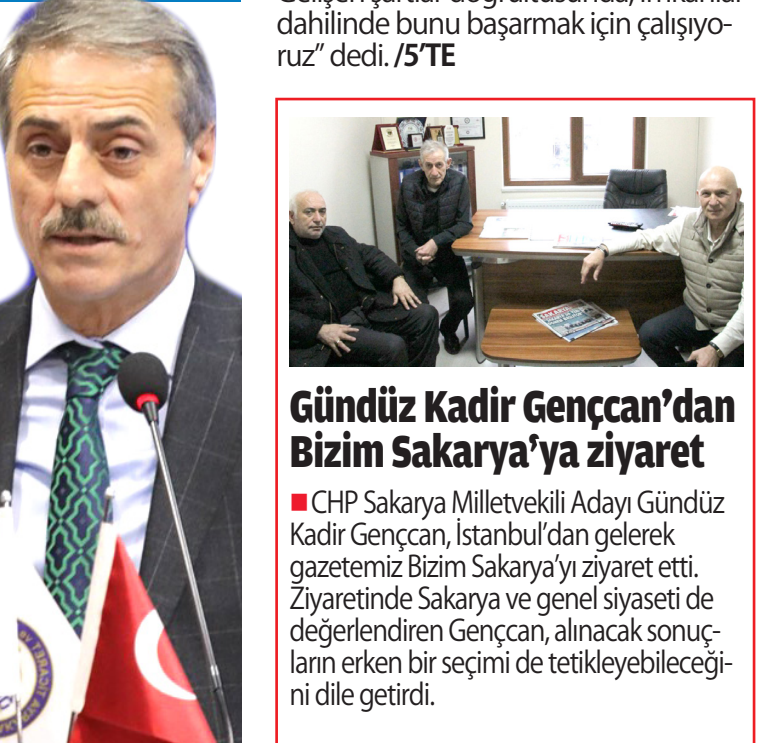 dahilinde bunu başarmak için çalışıyo-
ruz” dedi. /5’TE
Gündüz Kadir Gençcan’dan
Bizim Sakarya’ya ziyaret
CHP Sakarya Milletvekili Adayı Gündüz
Kadir Gençcan, İstanbul’dan gelerek
gazetemiz Bizim Sakarya’yı ziyaret etti.
Ziyaretinde Sakarya ve genel siyaseti de
değerlendiren Gençcan, alınacak sonuç-
ların erken bir seçimi de tetikleyebileceği-
ni dile getirdi.